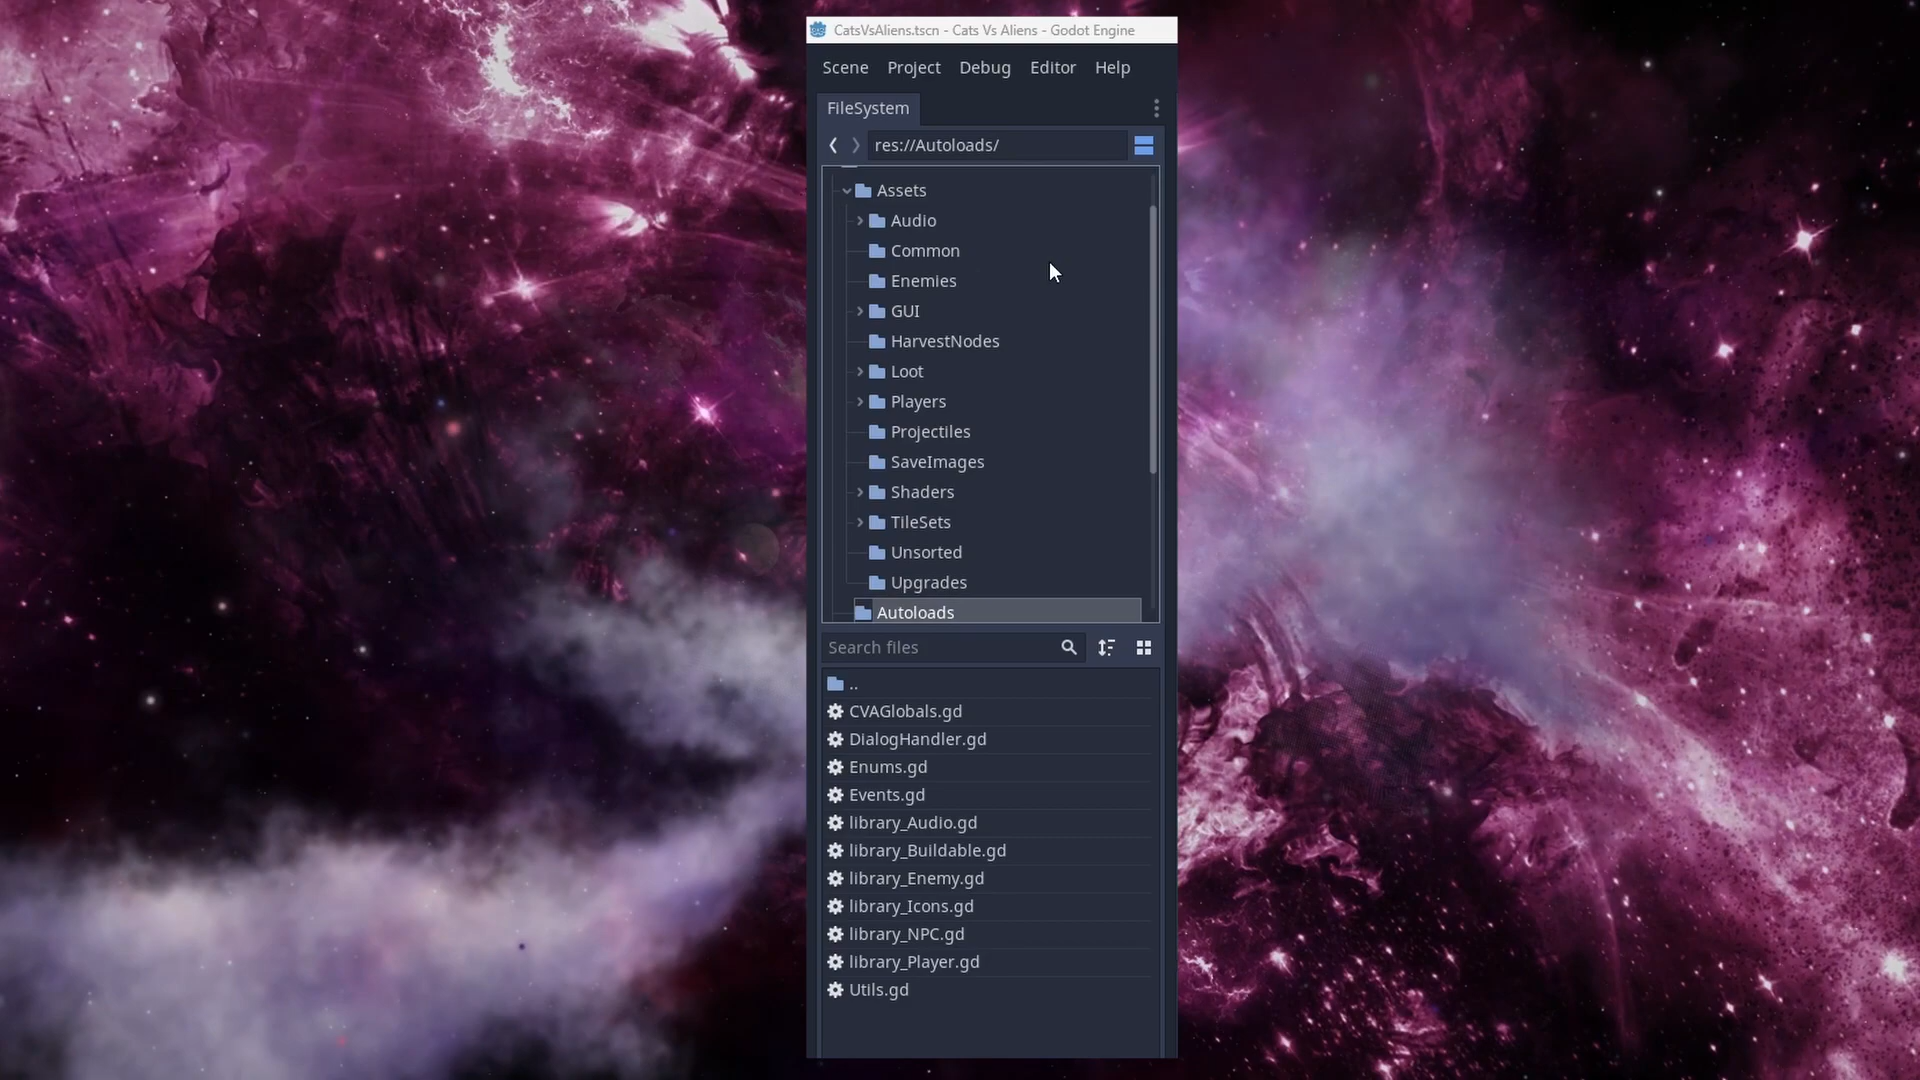 CatsVsAliens.tscn - Cats Vs Aliens - Godot Engine
Scene Project Debug Editor Help
FileSystem
res://Autoloads/
Assets
Audio
Common
Enemies
GUI
HarvestNodes
Loot
Players
Projectiles
SaveImages
Shaders
TileSets
Unsorted
Upgrades
Autoloads
Search files
..
CVAGlobals.gd
DialogHandler.gd
Enums.gd
Events.gd
library_Audio.gd
library_Buildable.gd
library_Enemy.gd
library_Icons.gd
library_NPC.gd
library_Player.gd
Utils.gd